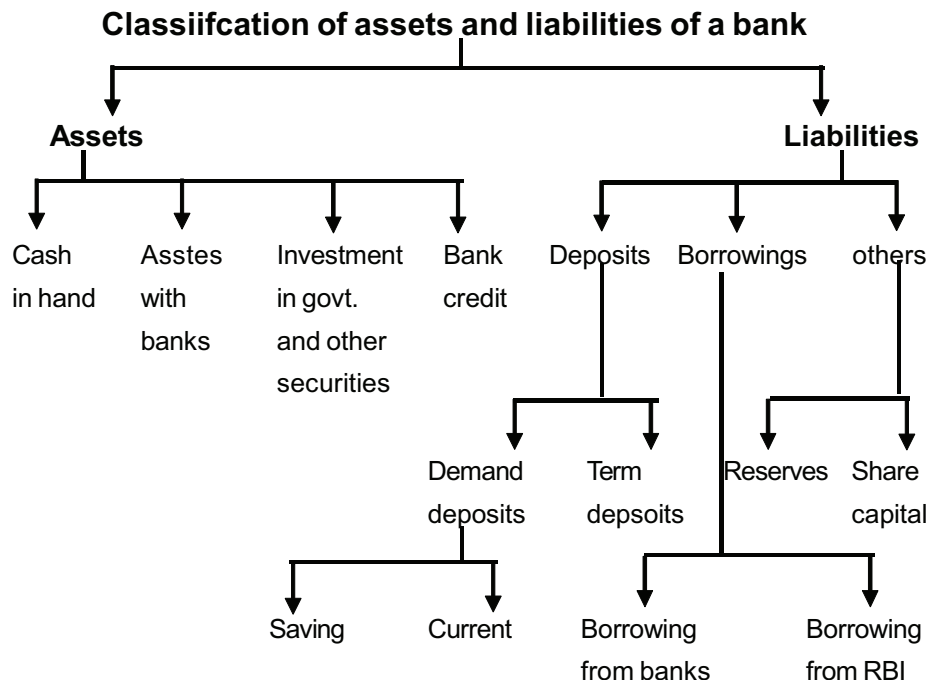 Classiifcation of assets and liabilities of a bank
Assets
Liabilities
Cash
in hand
Asstes
with
banks
Investment
in govt.
and other
securities
Bank
credit
Deposits
Borrowings
others
Demand
deposits
Term
depsoits
Reserves
Share
capital
Saving
Current
Borrowing
from banks
Borrowing
from RBI